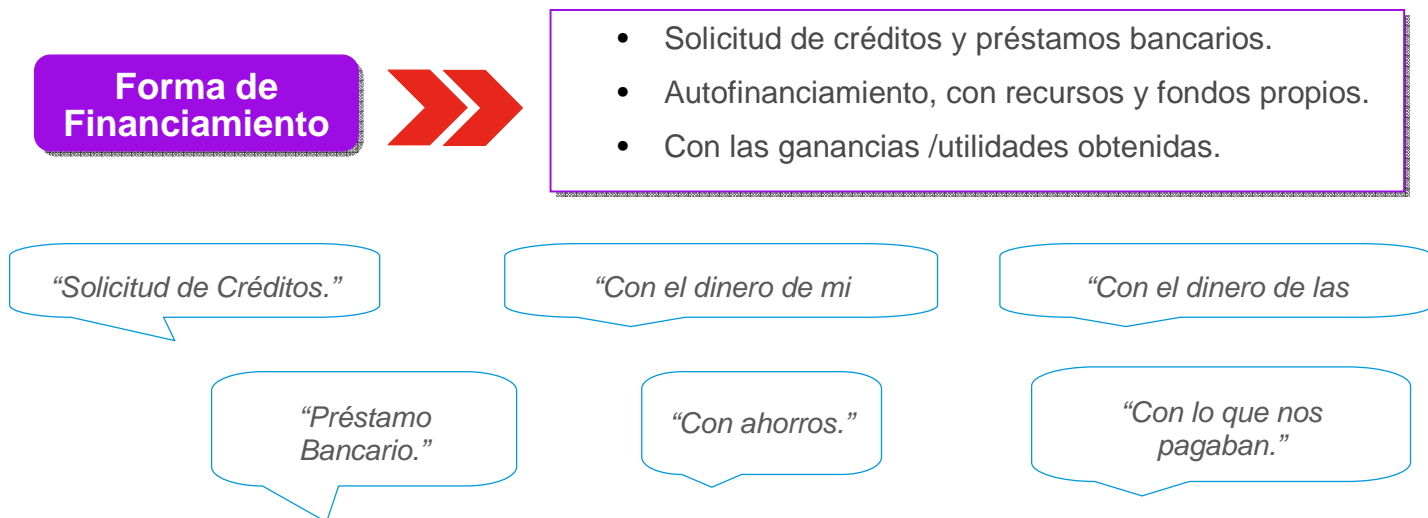 Forma de
Financiamiento
• Solicitud de créditos y préstamos bancarios.
• Autofinanciamiento, con recursos y fondos propios.
• Con las ganancias /utilidades obtenidas.
“Solicitud de Créditos.”
“Con el dinero de mi
“Con el dinero de las
“Préstamo
Bancario.”
“Con ahorros.”
“Con lo que nos
pagaban.”